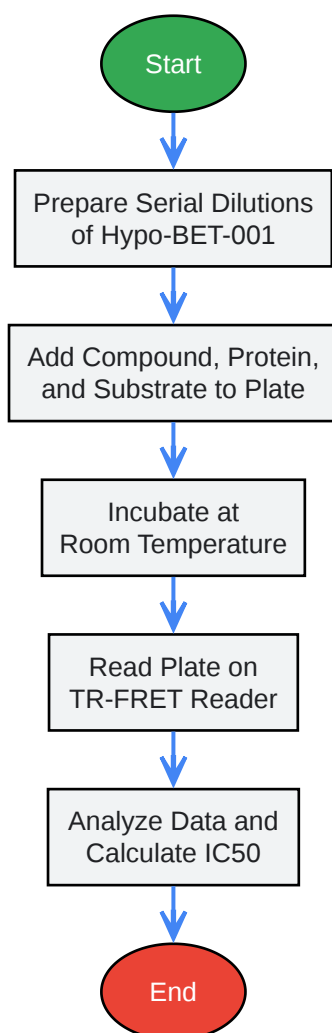 Start
Prepare Serial Dilutions
of Hypo-BET-001
Add Compound, Protein,
and Substrate to Plate
Incubate at
Room Temperature
Read Plate on
TR-FRET Reader
Analyze Data and
Calculate IC50
End